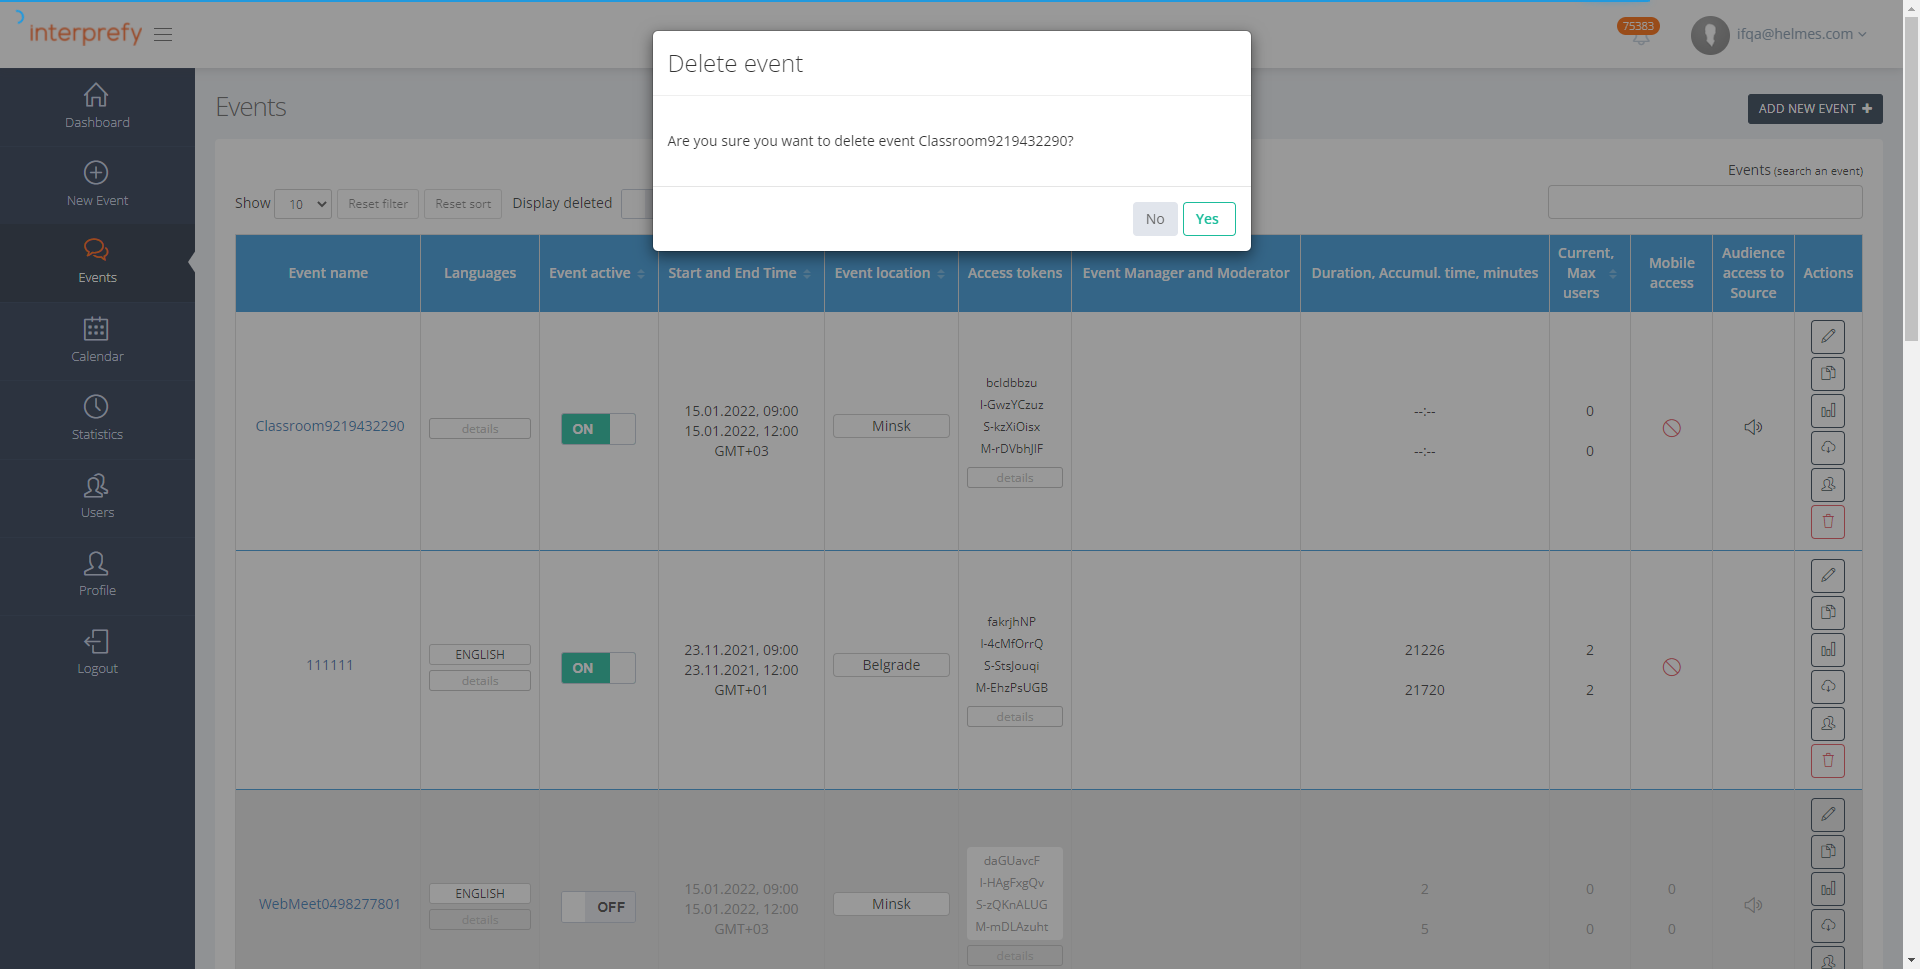 interprefy
75383
ifqa@helmes.com
Dashboard
New Event
Events
Calendar
Statistics
Users
Profile
Logout
Events
ADD NEW EVENT
Delete event
Are you sure you want to delete event Classroom9219432290?
No
Yes
Events (search an event)
Show
10
Reset filter
Reset sort
Display deleted
Event name
Languages
Event active
Start and End Time
Event location
Access tokens
Event Manager and Moderator
Duration, Accumul. time, minutes
Current,
Max
users
Mobile
access
Audience
access to
Source
Actions
Classroom9219432290
details
ON
15.01.2022, 09:00
15.01.2022, 12:00
GMT+03
Minsk
bcldbbzu
I-GwzYCzuz
S-kzXiOisx
M-rDVbhJIF
details
--:--
--:--
0
0
111111
ENGLISH
details
ON
23.11.2021, 09:00
23.11.2021, 12:00
GMT+01
Belgrade
fakrjhNP
I-4cMfOrrQ
S-StsJouqi
M-EhzPsUGB
details
21226
21720
2
2
WebMeet0498277801
ENGLISH
details
OFF
15.01.2022, 09:00
15.01.2022, 12:00
GMT+03
Minsk
daGUavcF
I-HAgFxgQv
S-zQKnALUG
M-mDLAzuht
details
2
5
0
0
0
0